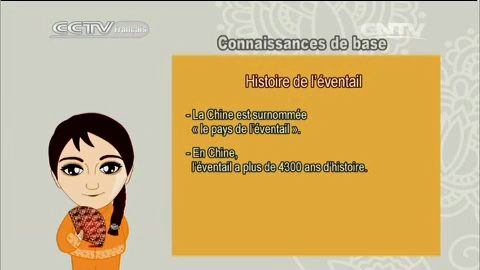 CCTV
français
CNTV
Connaissances de base
Histoire de l'éventail
- La Chine est surnommée
« le pays de l'éventail ».
- En Chine,
l'éventail a plus de 4300 ans d'histoire.